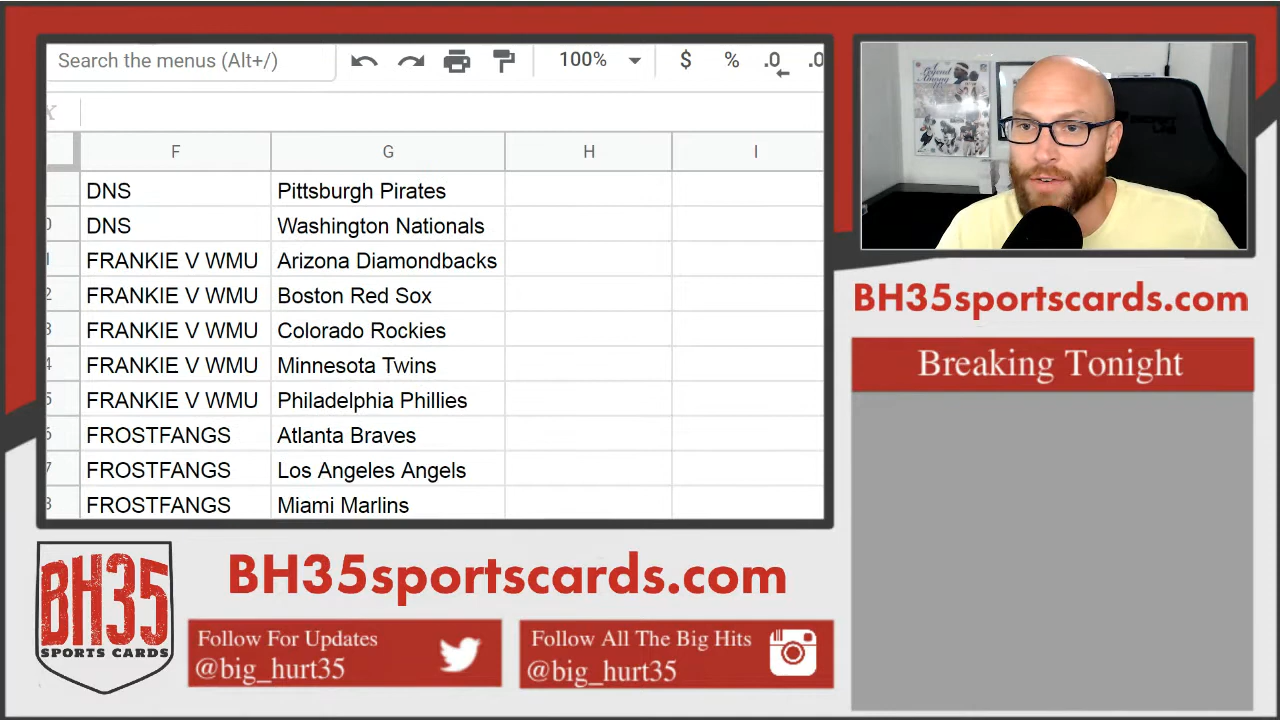 Search the menus (Alt+/)
100%
$ % .0 .0
F G H I
DNS Pittsburgh Pirates
DNS Washington Nationals
FRANKIE V WMU Arizona Diamondbacks
FRANKIE V WMU Boston Red Sox
FRANKIE V WMU Colorado Rockies
FRANKIE V WMU Minnesota Twins
FRANKIE V WMU Philadelphia Phillies
FROSTFANGS Atlanta Braves
FROSTFANGS Los Angeles Angels
FROSTFANGS Miami Marlins
BH35sportscards.com
Breaking Tonight
BH35
SPORTS CARDS
BH35sportscards.com
Follow For Updates
@big_hurt35
Follow All The Big Hits
@big_hurt35